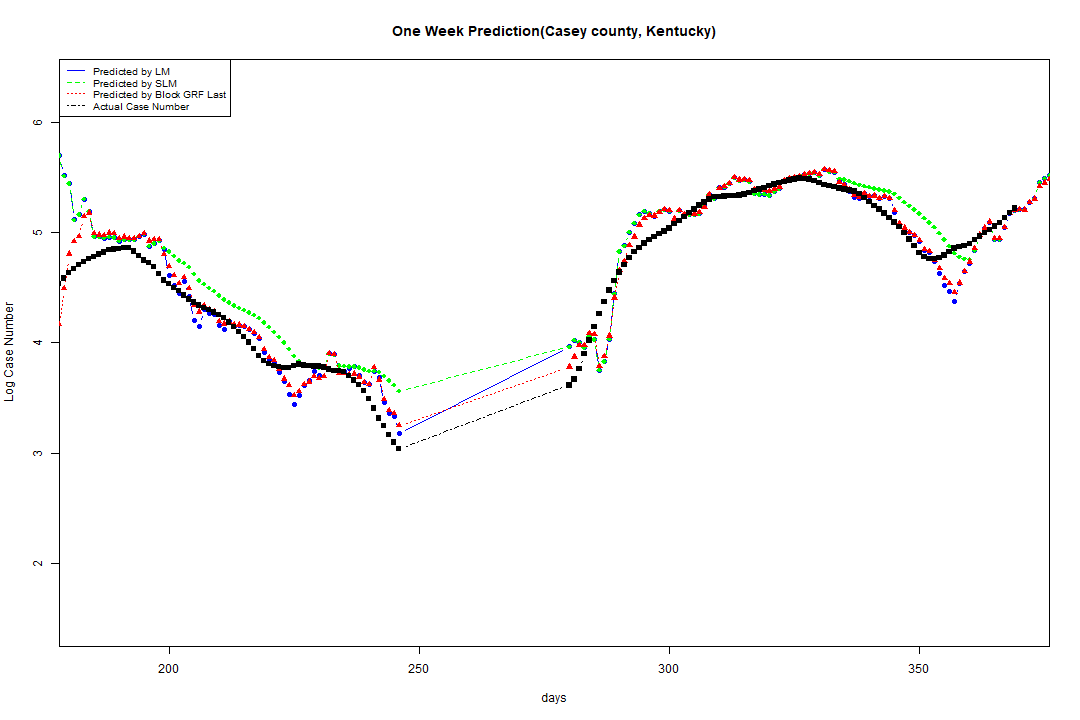 One Week Prediction(Casey county, Kentucky)
Predicted by LM
Predicted by SLM
Predicted by Block GRF Last
Actual Case Number
6
5
4
3
2
Log Case Number
200 250 300 350
days